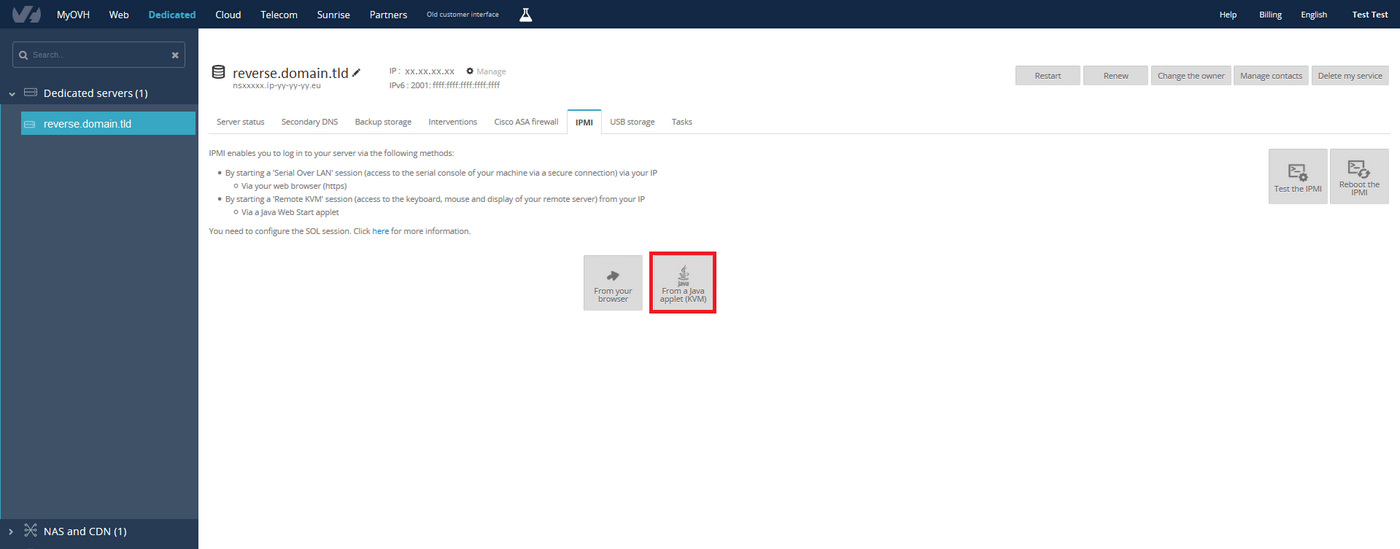 MyOVH Web Dedicated Cloud Telecom Sunrise Partners Old customer interface Help Billing English Test Test
Search...
Dedicated servers (1)
reverse.domain.tld
NAS and CDN (1)
reverse.domain.tld
nsxxxxx.ip-yy-yy-yy.eu
IP : xx.xx.xx.xx Manage
IPv6 : 2001: ffff:ffff:ffff:ffff:ffff
Restart Renew Change the owner Manage contacts Delete my service
Server status Secondary DNS Backup storage Interventions Cisco ASA firewall IPMI USB storage Tasks
IPMI enables you to log in to your server via the following methods:
By starting a 'Serial Over LAN' session (access to the serial console of your machine via a secure connection) via your IP
Via your web browser (https)
By starting a 'Remote KVM' session (access to the keyboard, mouse and display of your remote server) from your IP
Via a Java Web Start applet
You need to configure the SOL session. Click here for more information.
Test the IPMI
Reboot the
IPMI
From your
browser
java
From a Java
applet (KVM)